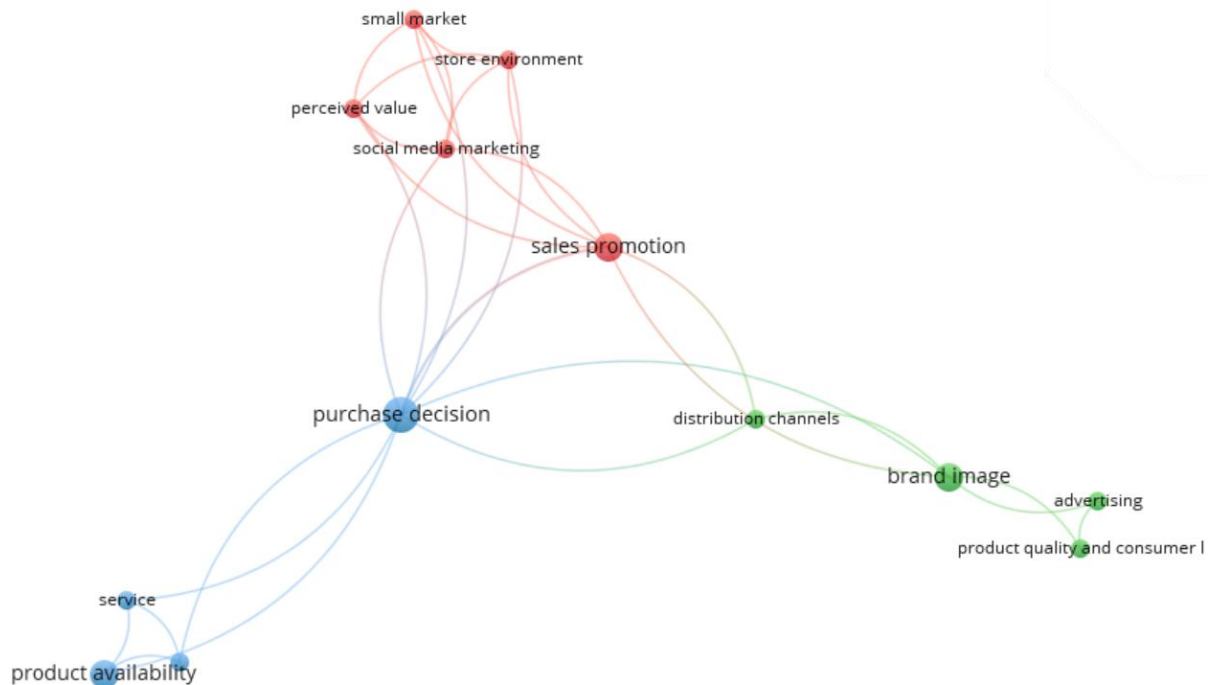 small market
store environment
perceived value
social media marketing
sales promotion
purchase decision
distribution channels
brand image
advertising
product quality and consumer l
service
product availability